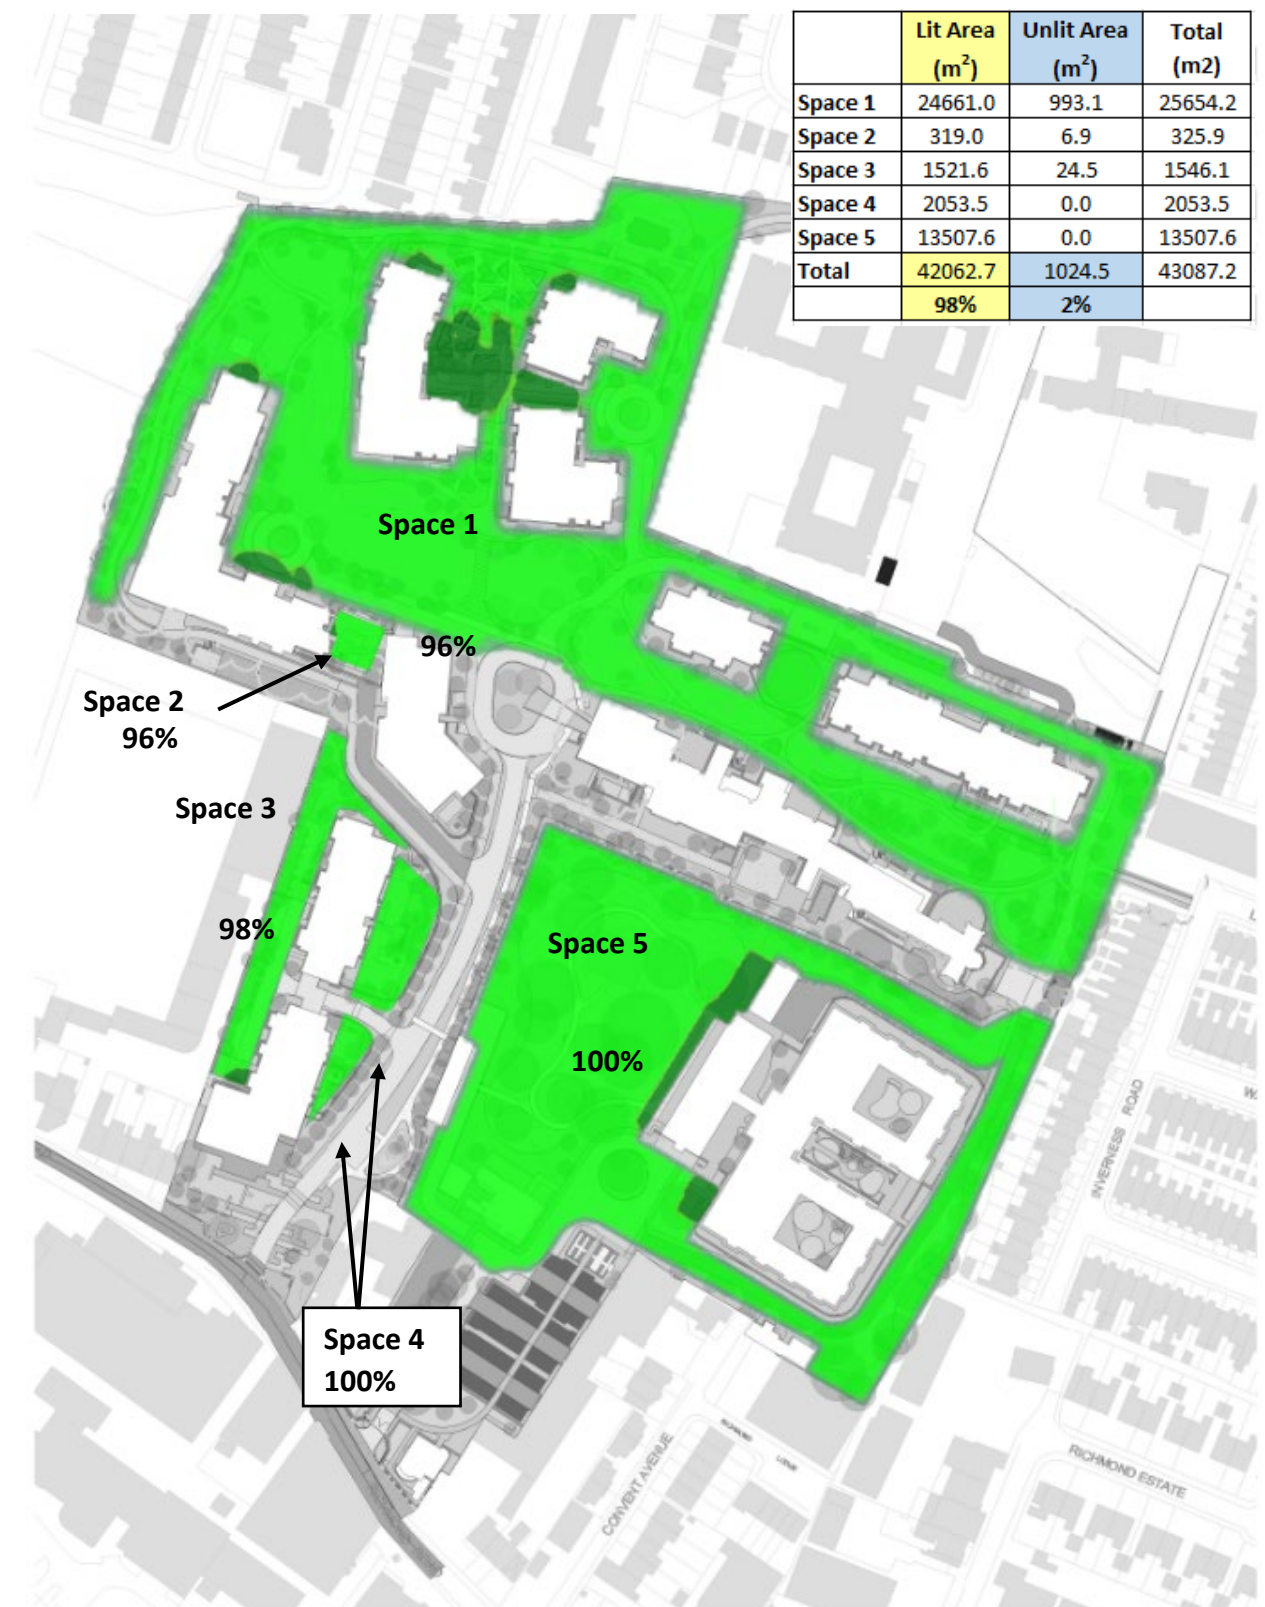 Lit Area Unlit Area Total
(m²) (m²) (m2)
Space 1 24661.0 993.1 25654.2
Space 2 319.0 6.9 325.9
Space 3 1521.6 24.5 1546.1
Space 4 2053.5 0.0 2053.5
Space 5 13507.6 0.0 13507.6
Total 42062.7 1024.5 43087.2
98% 2%
Space 1
96%
Space 2
96%
Space 3
98%
Space 5
100%
Space 4
100%
INVERNESS ROAD
CONVENT AVENUE
RICHMOND ESTATE